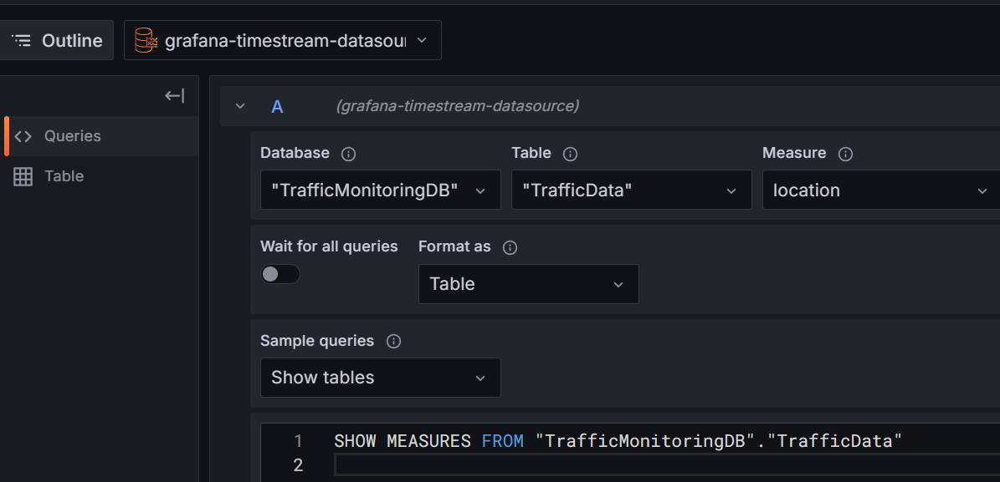 Outline
grafana-timestream-datasour
A (grafana-timestream-datasource)
Queries
Table
Database Table Measure
"TrafficMonitoringDB" "TrafficData" location
Wait for all queries Format as
Table
Sample queries
Show tables
1 SHOW MEASURES FROM "TrafficMonitoringDB"."TrafficData"
2